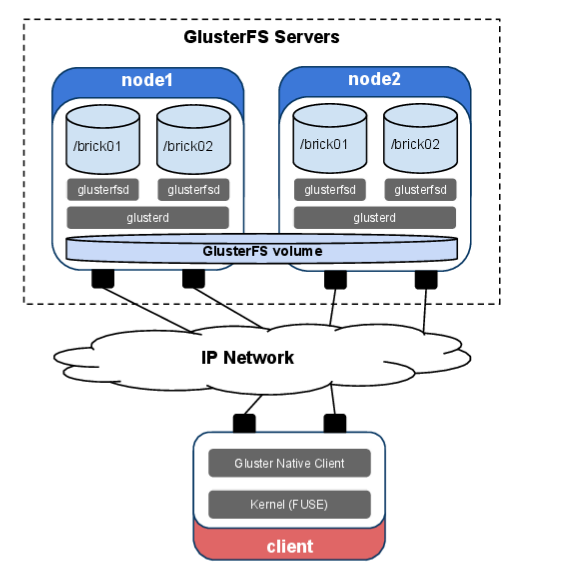 GlusterFS Servers
node1
node2
/brick01
/brick02
/brick01
/brick02
glusterfsd
glusterfsd
glusterfsd
glusterfsd
glusterd
glusterd
GlusterFS volume
IP Network
Gluster Native Client
Kernel (FUSE)
client